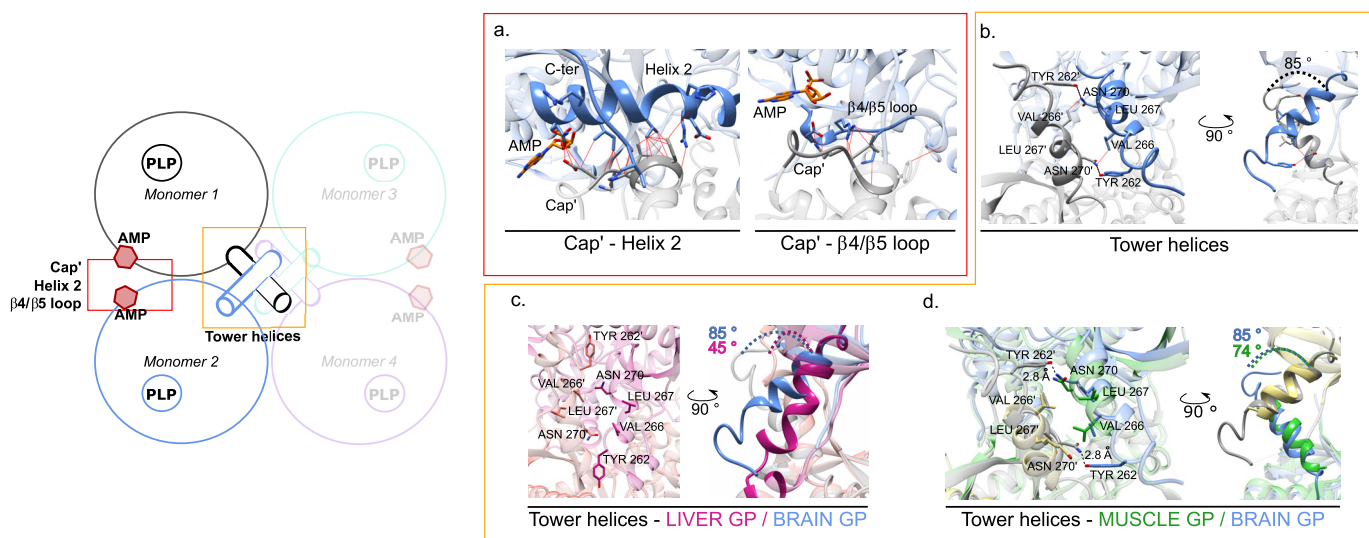 PLP
Monomer 1
PLP
Monomer 3
AMP
AMP
Cap'
Helix 2
β4/β5 loop
AMP
AMP
Tower helices
Monomer 2
Monomer 4
PLP
PLP
a.
C-ter
Helix 2
AMP
Cap'
Cap' - Helix 2
AMP
β4/β5 loop
Cap'
Cap' - β4/β5 loop
b.
TYR 262'
ASN 270
LEU 267
VAL 266'
VAL 266
LEU 267'
ASN 270'
TYR 262
90 °
85 °
Tower helices
c.
TYR 262'
ASN 270
VAL 266'
LEU 267
LEU 267'
VAL 266
ASN 270'
TYR 262
90 °
85 °
45 °
Tower helices - LIVER GP / BRAIN GP
d.
TYR 262'
ASN 270
2.8 Å
LEU 267
VAL 266'
VAL 266
LEU 267'
2.8 Å
ASN 270'
TYR 262
90 °
85 °
74 °
Tower helices - MUSCLE GP / BRAIN GP